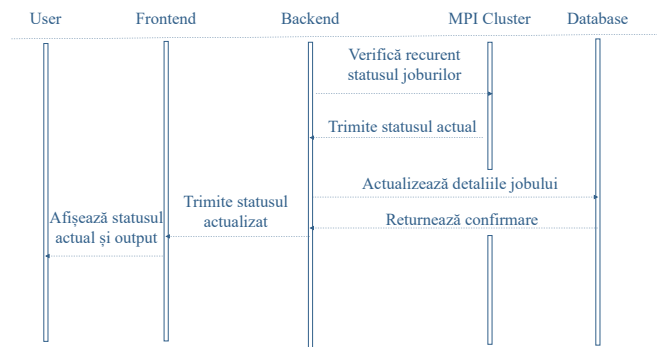 User Frontend Backend MPI Cluster Database
Verifică recurent
statusul joburilor
Trimite statusul actual
Actualizează detaliile jobului
Trimite statusul
actualizat
Returnează confirmare
Afișează statusul
actual și output